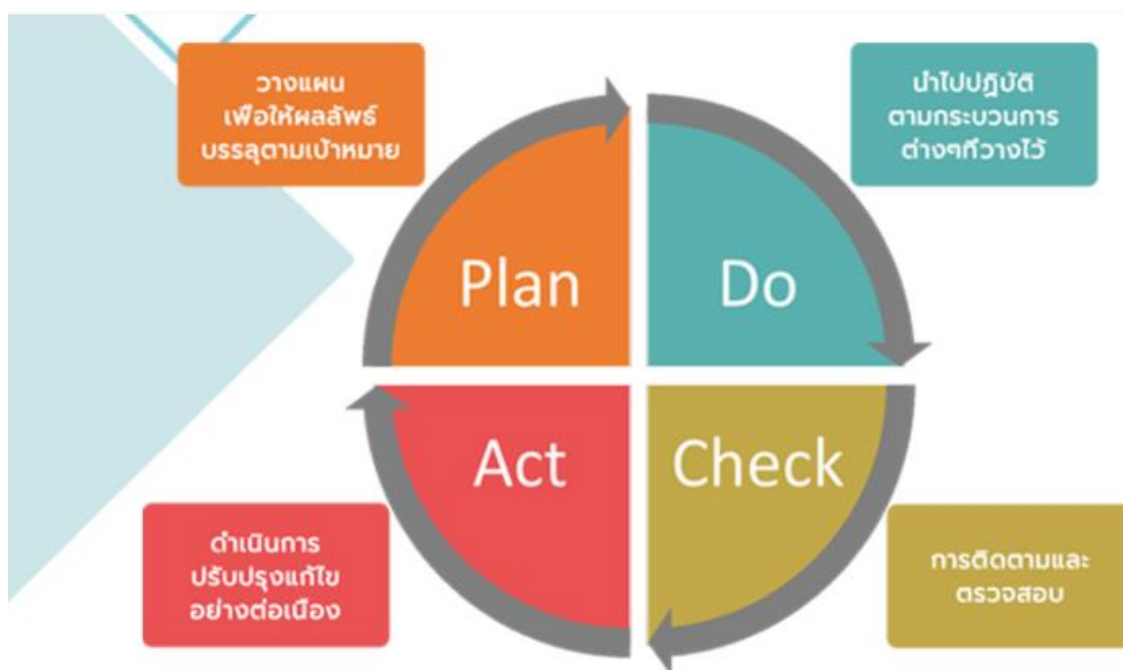 วางแผน
เพื่อให้ผลลัพธ์
บรรลุตามเป้าหมาย
นำไปปฏิบัติ
ตามกระบวนการ
ต่างๆที่วางไว้
Plan
Do
Act
Check
ดำเนินการ
ปรับปรุงแก้ไข
อย่างต่อเนื่อง
การติดตามและ
ตรวจสอบ